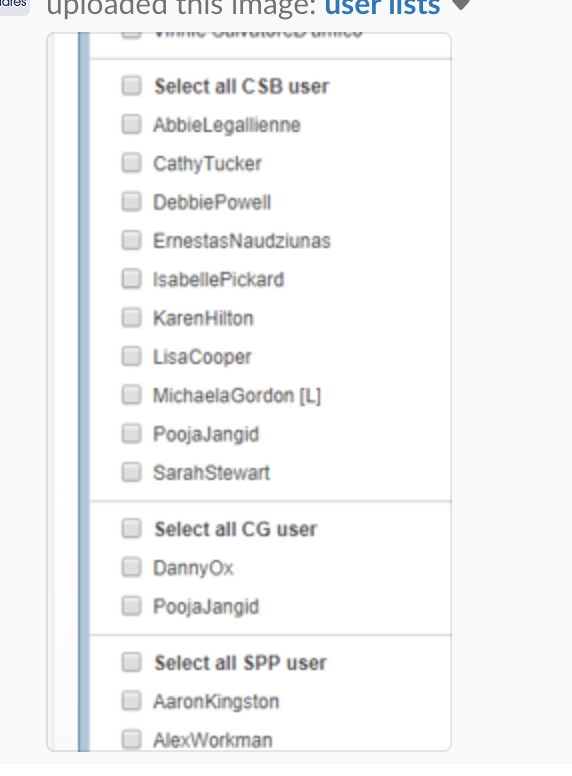 uploaded this image: user lists
Select all CSB user
AbbieLegallienne
CathyTucker
DebbiePowell
ErnestasNaudziunas
IsabellePickard
KarenHilton
LisaCooper
MichaelaGordon [L]
PoojaJangid
SarahStewart
Select all CG user
DannyOx
PoojaJangid
Select all SPP user
AaronKingston
AlexWorkman